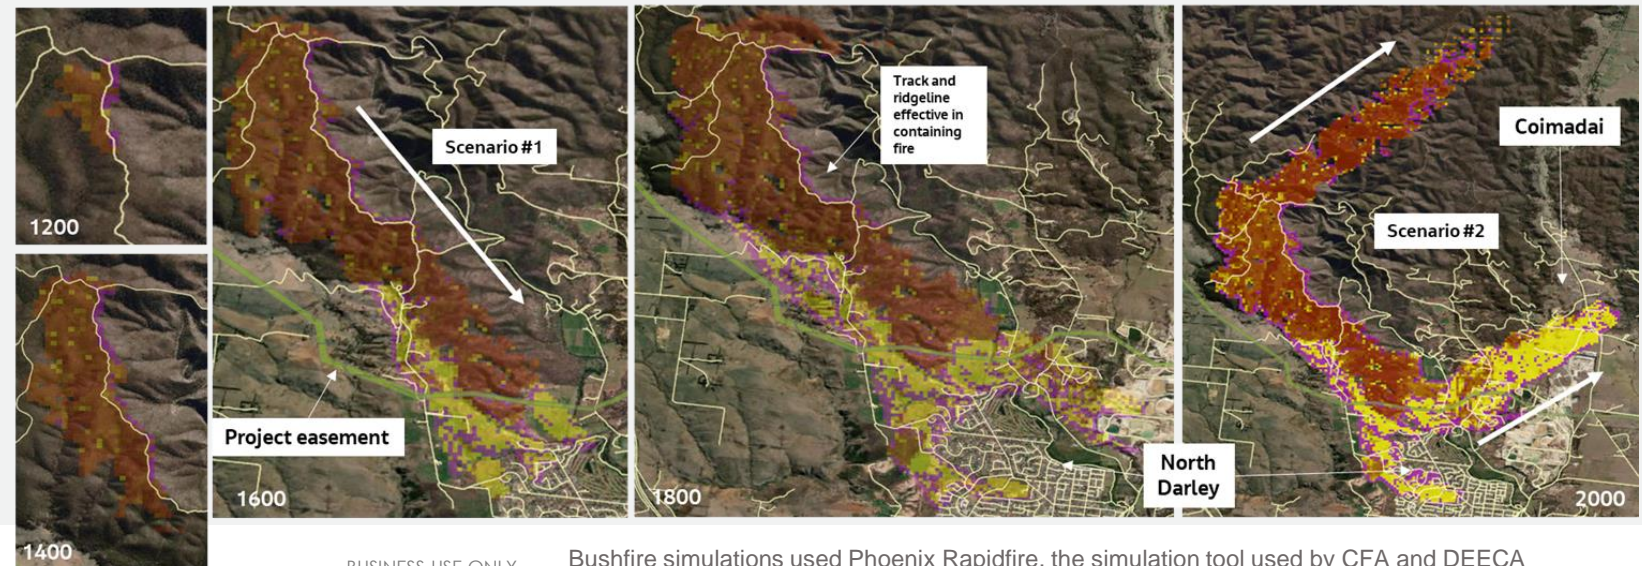 1200
1400
Scenario #1
Project easement
1600
Track and
ridgeline
effective in
containing
fire
1800
North
Darley
Coimadai
Scenario #2
2000
BUSINESS USE ONLY
Bushfire simulations used Phoenix Rapidfire, the simulation tool used by CFA and DEECA